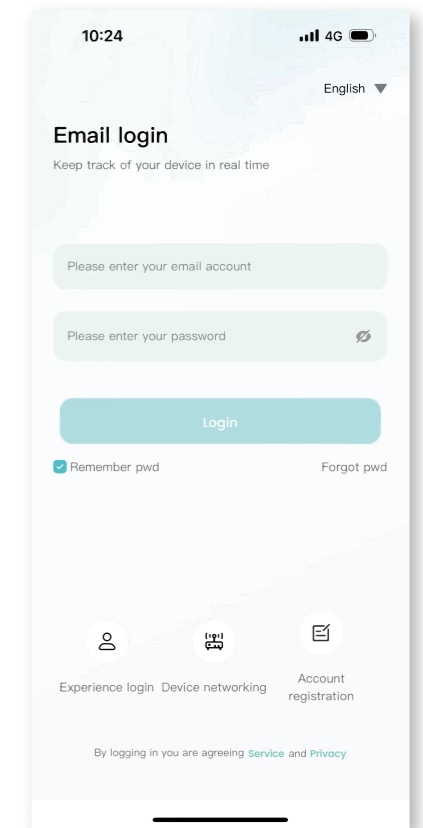 10:24
4G
English
Email login
Keep track of your device in real time
Please enter your email account
Please enter your password
Login
Remember pwd
Forgot pwd
Experience login
Device networking
Account
registration
By logging in you are agreeing Service and Privacy